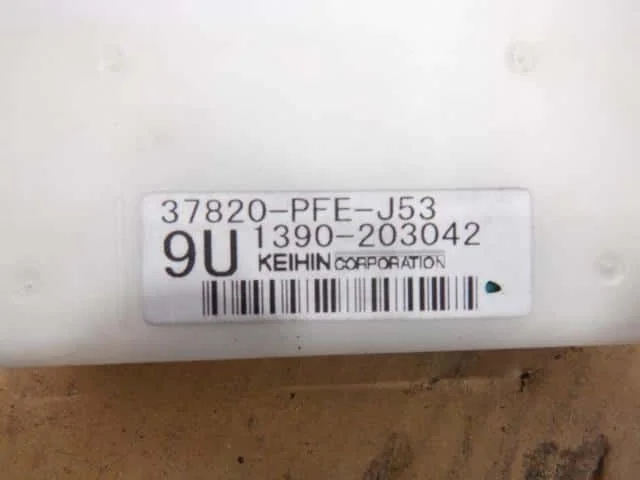 37820-PFE-J53
9U 1390-203042
KEIHIN CORPORATION